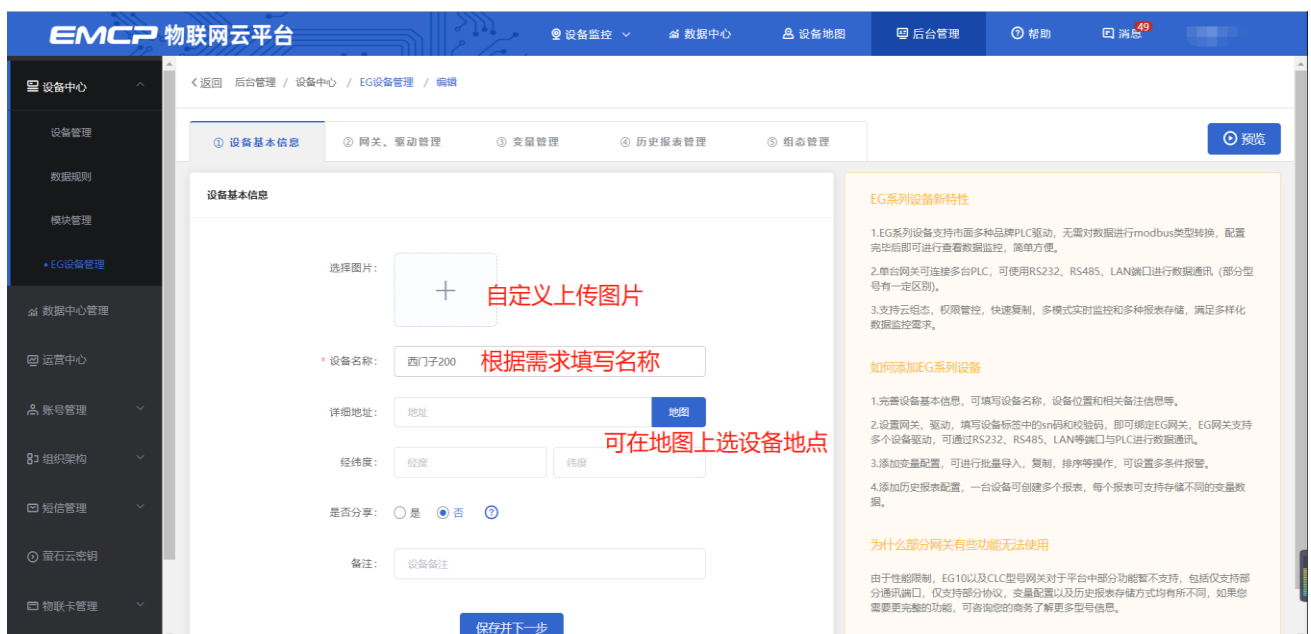 EMCP 物联网云平台
设备监控
数据中心
设备地图
后台管理
帮助
消息
49
设备中心
设备管理
数据规则
模块管理
• EG设备管理
数据中心管理
运营中心
账号管理
组织架构
短信管理
萤石云密钥
物联卡管理
<返回 后台管理 / 设备中心 / EG设备管理 / 编辑
① 设备基本信息
② 网关、驱动管理
③ 变量管理
④ 历史报表管理
⑤ 组态管理
预览
设备基本信息
选择图片：
自定义上传图片
* 设备名称： 西门子200 根据需求填写名称
详细地址： 地址 地图
可在地图上选设备地点
经纬度： 经度 纬度
是否分享： 是 否 ?
备注： 设备备注
保存并下一步
EG系列设备新特性
1.EG系列设备支持市面多种品牌PLC驱动，无需对数据进行modbus类型转换，配置
完毕后即可进行查看数据监控，简单方便。
2.单台网关可连接多台PLC，可使用RS232、RS485、LAN端口进行数据通讯（部分型
号有一定区别)。
3.支持云组态，权限管控，快速复制，多模式实时监控和多种报表存储，满足多样化
数据监控需求。
如何添加EG系列设备
1.完善设备基本信息，可填写设备名称，设备位置和相关备注信息等。
2.设置网关、驱动，填写设备标签中的sn码和校验码，即可绑定EG网关，EG网关支持
多个设备驱动，可通过RS232、RS485、LAN等端口与PLC进行数据通讯。
3.添加变量配置，可进行批量导入，复制，排序等操作，可设置多条件报警。
4.添加历史报表配置，一台设备可创建多个报表，每个报表可支持存储不同的变量数
据。
为什么部分网关有些功能无法使用
由于性能限制，EG10以及CLC型号网关对于平台中部分功能暂不支持，包括仅支持部
分通讯端口，仅支持部分协议，变量配置以及历史报表存储方式均有所不同，如果您
需要更完整的功能，可咨询您的商务了解更多型号信息。